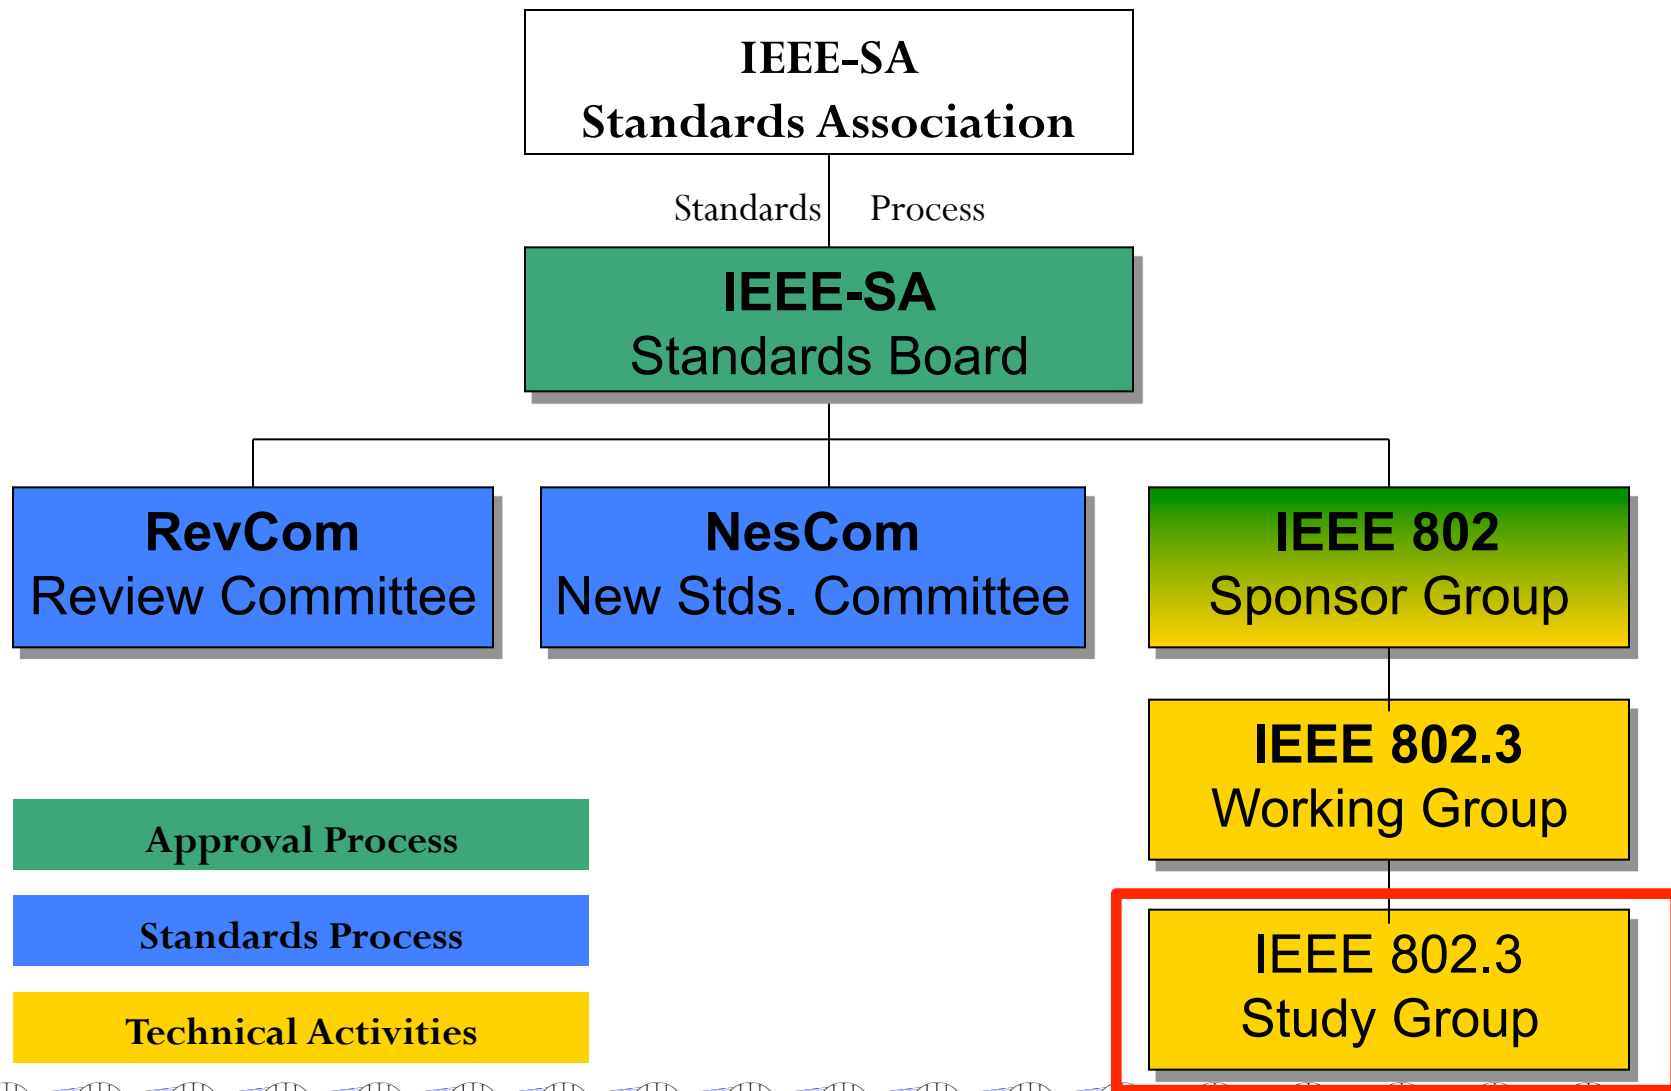 IEEE-SA
Standards Association
Standards Process
IEEE-SA
Standards Board
RevCom
Review Committee
NesCom
New Stds. Committee
IEEE 802
Sponsor Group
IEEE 802.3
Working Group
Approval Process
Standards Process
Technical Activities
IEEE 802.3
Study Group